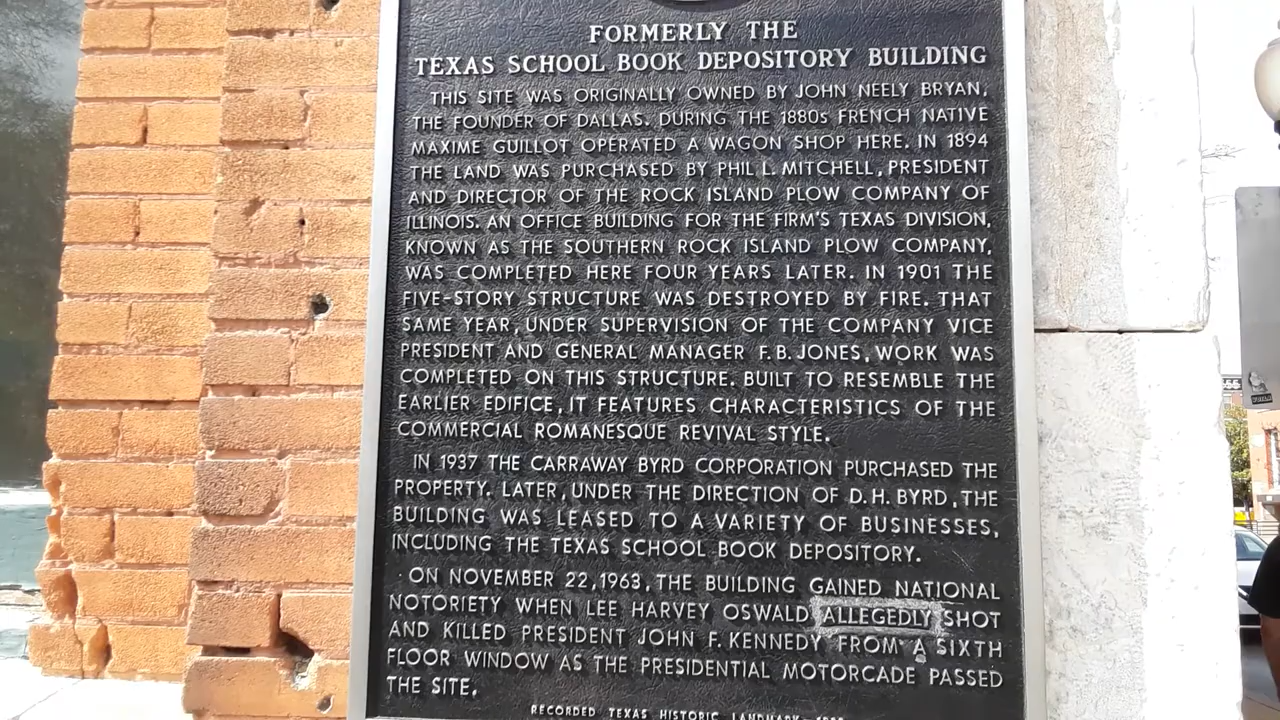 FORMERLY THE
TEXAS SCHOOL BOOK DEPOSITORY BUILDING
THIS SITE WAS ORIGINALLY OWNED BY JOHN NEELY BRYAN,
THE FOUNDER OF DALLAS. DURING THE 1880s FRENCH NATIVE
MAXIME GUILLOT OPERATED A WAGON SHOP HERE. IN 1894
THE LAND WAS PURCHASED BY PHIL L. MITCHELL, PRESIDENT
AND DIRECTOR OF THE ROCK ISLAND PLOW COMPANY OF
ILLINOIS. AN OFFICE BUILDING FOR THE FIRM'S TEXAS DIVISION,
KNOWN AS THE SOUTHERN ROCK ISLAND PLOW COMPANY,
WAS COMPLETED HERE FOUR YEARS LATER. IN 1901 THE
FIVE-STORY STRUCTURE WAS DESTROYED BY FIRE. THAT
SAME YEAR, UNDER SUPERVISION OF THE COMPANY VICE
PRESIDENT AND GENERAL MANAGER F.B. JONES, WORK WAS
COMPLETED ON THIS STRUCTURE. BUILT TO RESEMBLE THE
EARLIER EDIFICE, IT FEATURES CHARACTERISTICS OF THE
COMMERCIAL ROMANESQUE REVIVAL STYLE.
IN 1937 THE CARRAWAY BYRD CORPORATION PURCHASED THE
PROPERTY. LATER, UNDER THE DIRECTION OF D.H. BYRD, THE
BUILDING WAS LEASED TO A VARIETY OF BUSINESSES,
INCLUDING THE TEXAS SCHOOL BOOK DEPOSITORY.
ON NOVEMBER 22, 1963, THE BUILDING GAINED NATIONAL
NOTORIETY WHEN LEE HARVEY OSWALD ALLEGEDLY SHOT
AND KILLED PRESIDENT JOHN F. KENNEDY FROM A SIXTH
FLOOR WINDOW AS THE PRESIDENTIAL MOTORCADE PASSED
THE SITE.
RECORDED TEXAS HISTORIC LANDMARK